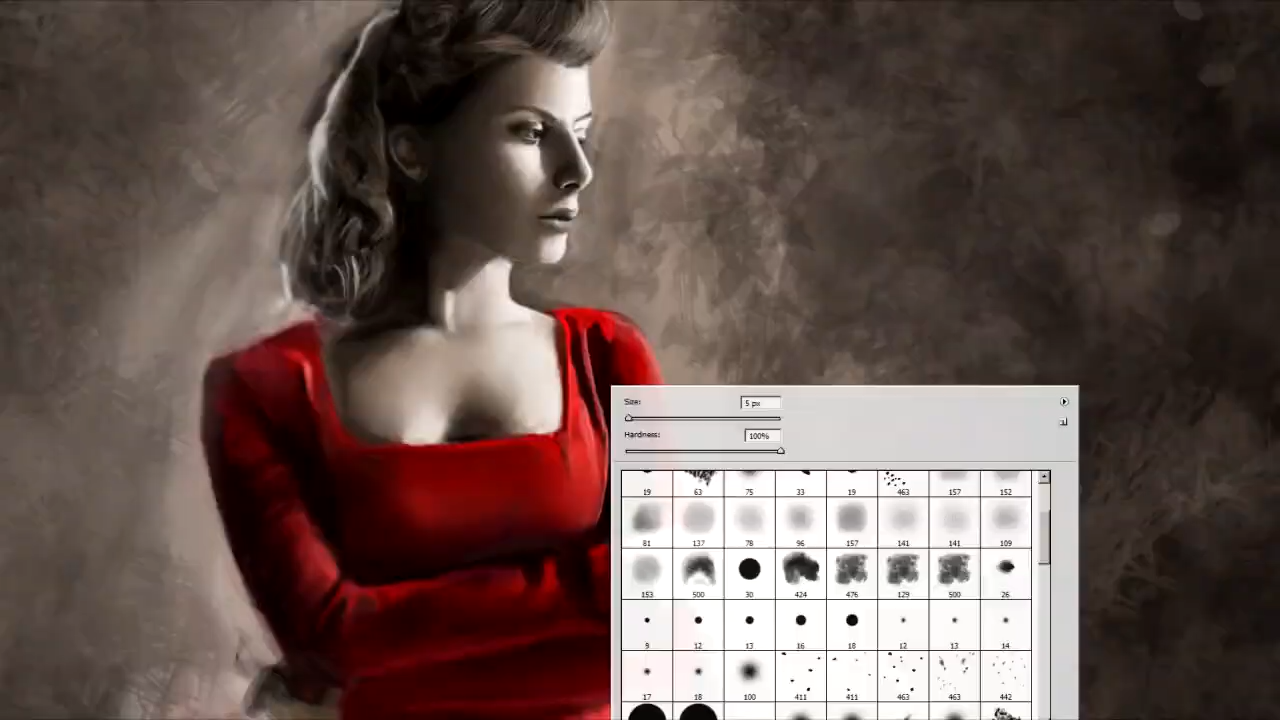 Size: 5 px
Hardness: 100%
19 63 75 33 19 463 157 152
81 137 78 96 157 141 141 109
153 500 30 424 476 129 500 26
9 12 13 16 18 12 13 14
17 18 100 411 411 463 463 442